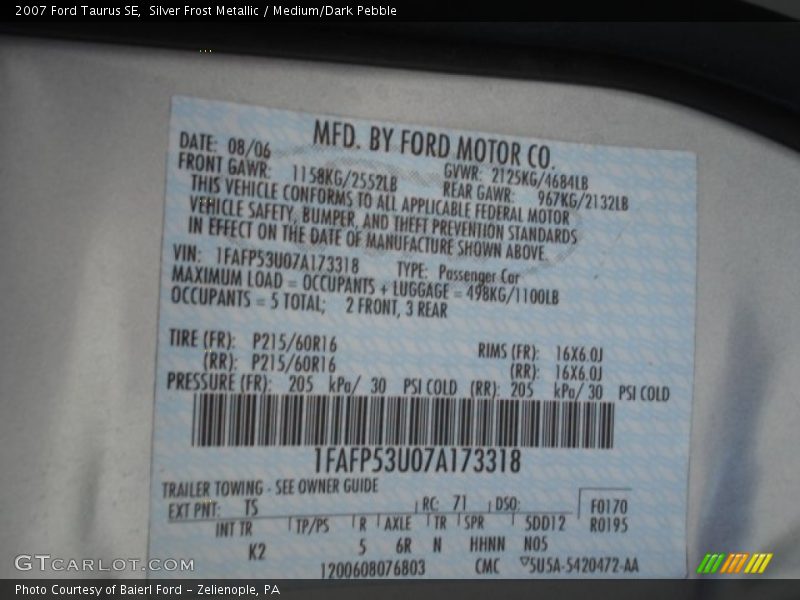 2007 Ford Taurus SE, Silver Frost Metallic / Medium/Dark Pebble
MFD. BY FORD MOTOR CO.
DATE: 08/06 GVWR: 2125KG/4684LB
FRONT GAWR: 1158KG/2552LB REAR GAWR: 967KG/2132LB
THIS VEHICLE CONFORMS TO ALL APPLICABLE FEDERAL MOTOR
VEHICLE SAFETY, BUMPER, AND THEFT PREVENTION STANDARDS
IN EFFECT ON THE DATE OF MANUFACTURE SHOWN ABOVE.
VIN: 1FAFP53U07A173318 TYPE: Passenger Car
MAXIMUM LOAD = OCCUPANTS + LUGGAGE = 498KG/1100LB
OCCUPANTS = 5 TOTAL; 2 FRONT, 3 REAR
TIRE (FR): P215/60R16 RIMS (FR): 16X6.0J
(RR): P215/60R16 (RR): 16X6.0J
PRESSURE (FR): 205 kPa/ 30 PSI COLD (RR): 205 kPa/ 30 PSI COLD
1FAFP53U07A173318
TRAILER TOWING - SEE OWNER GUIDE
EXT PNT: TS RC: 71 DSO: F0170
INT TR TP/PS R AXLE TR SPR 5DD12 R0195
K2 5 6R N HHNN N05
1200608076803 CMC ▽5U5A-5420472-AA
GTCARLOT.COM
Photo Courtesy of Baierl Ford - Zelienople, PA